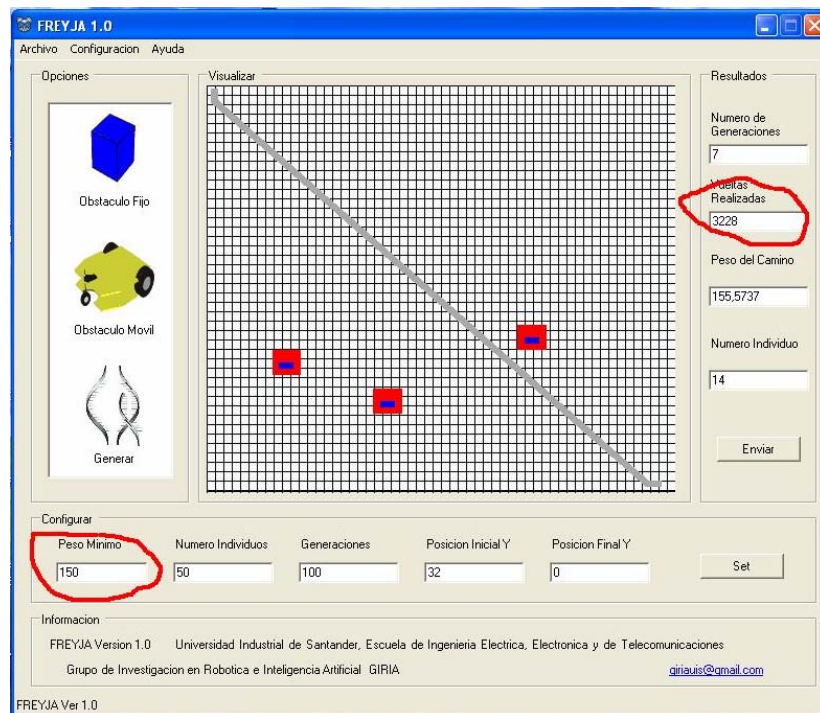 FREYJA 1.0
Archivo Configuracion Ayuda
Opciones
Obstaculo Fijo
Obstaculo Movil
Generar
Visualizar
Resultados
Numero de
Generaciones
7
Vueltas
Realizadas
3228
Peso del Camino
155,5737
Numero Individuo
14
Enviar
Configurar
Peso Minimo Numero Individuos Generaciones Posicion Inicial Y Posicion Final Y
150 50 100 32 0 Set
Informacion
FREYJA Version 1.0 Universidad Industrial de Santander, Escuela de Ingenieria Electrica, Electronica y de Telecomunicaciones
Grupo de Investigacion en Robotica e Inteligencia Artificial GIRIA giriauis@gmail.com
FREYJA Ver 1.0